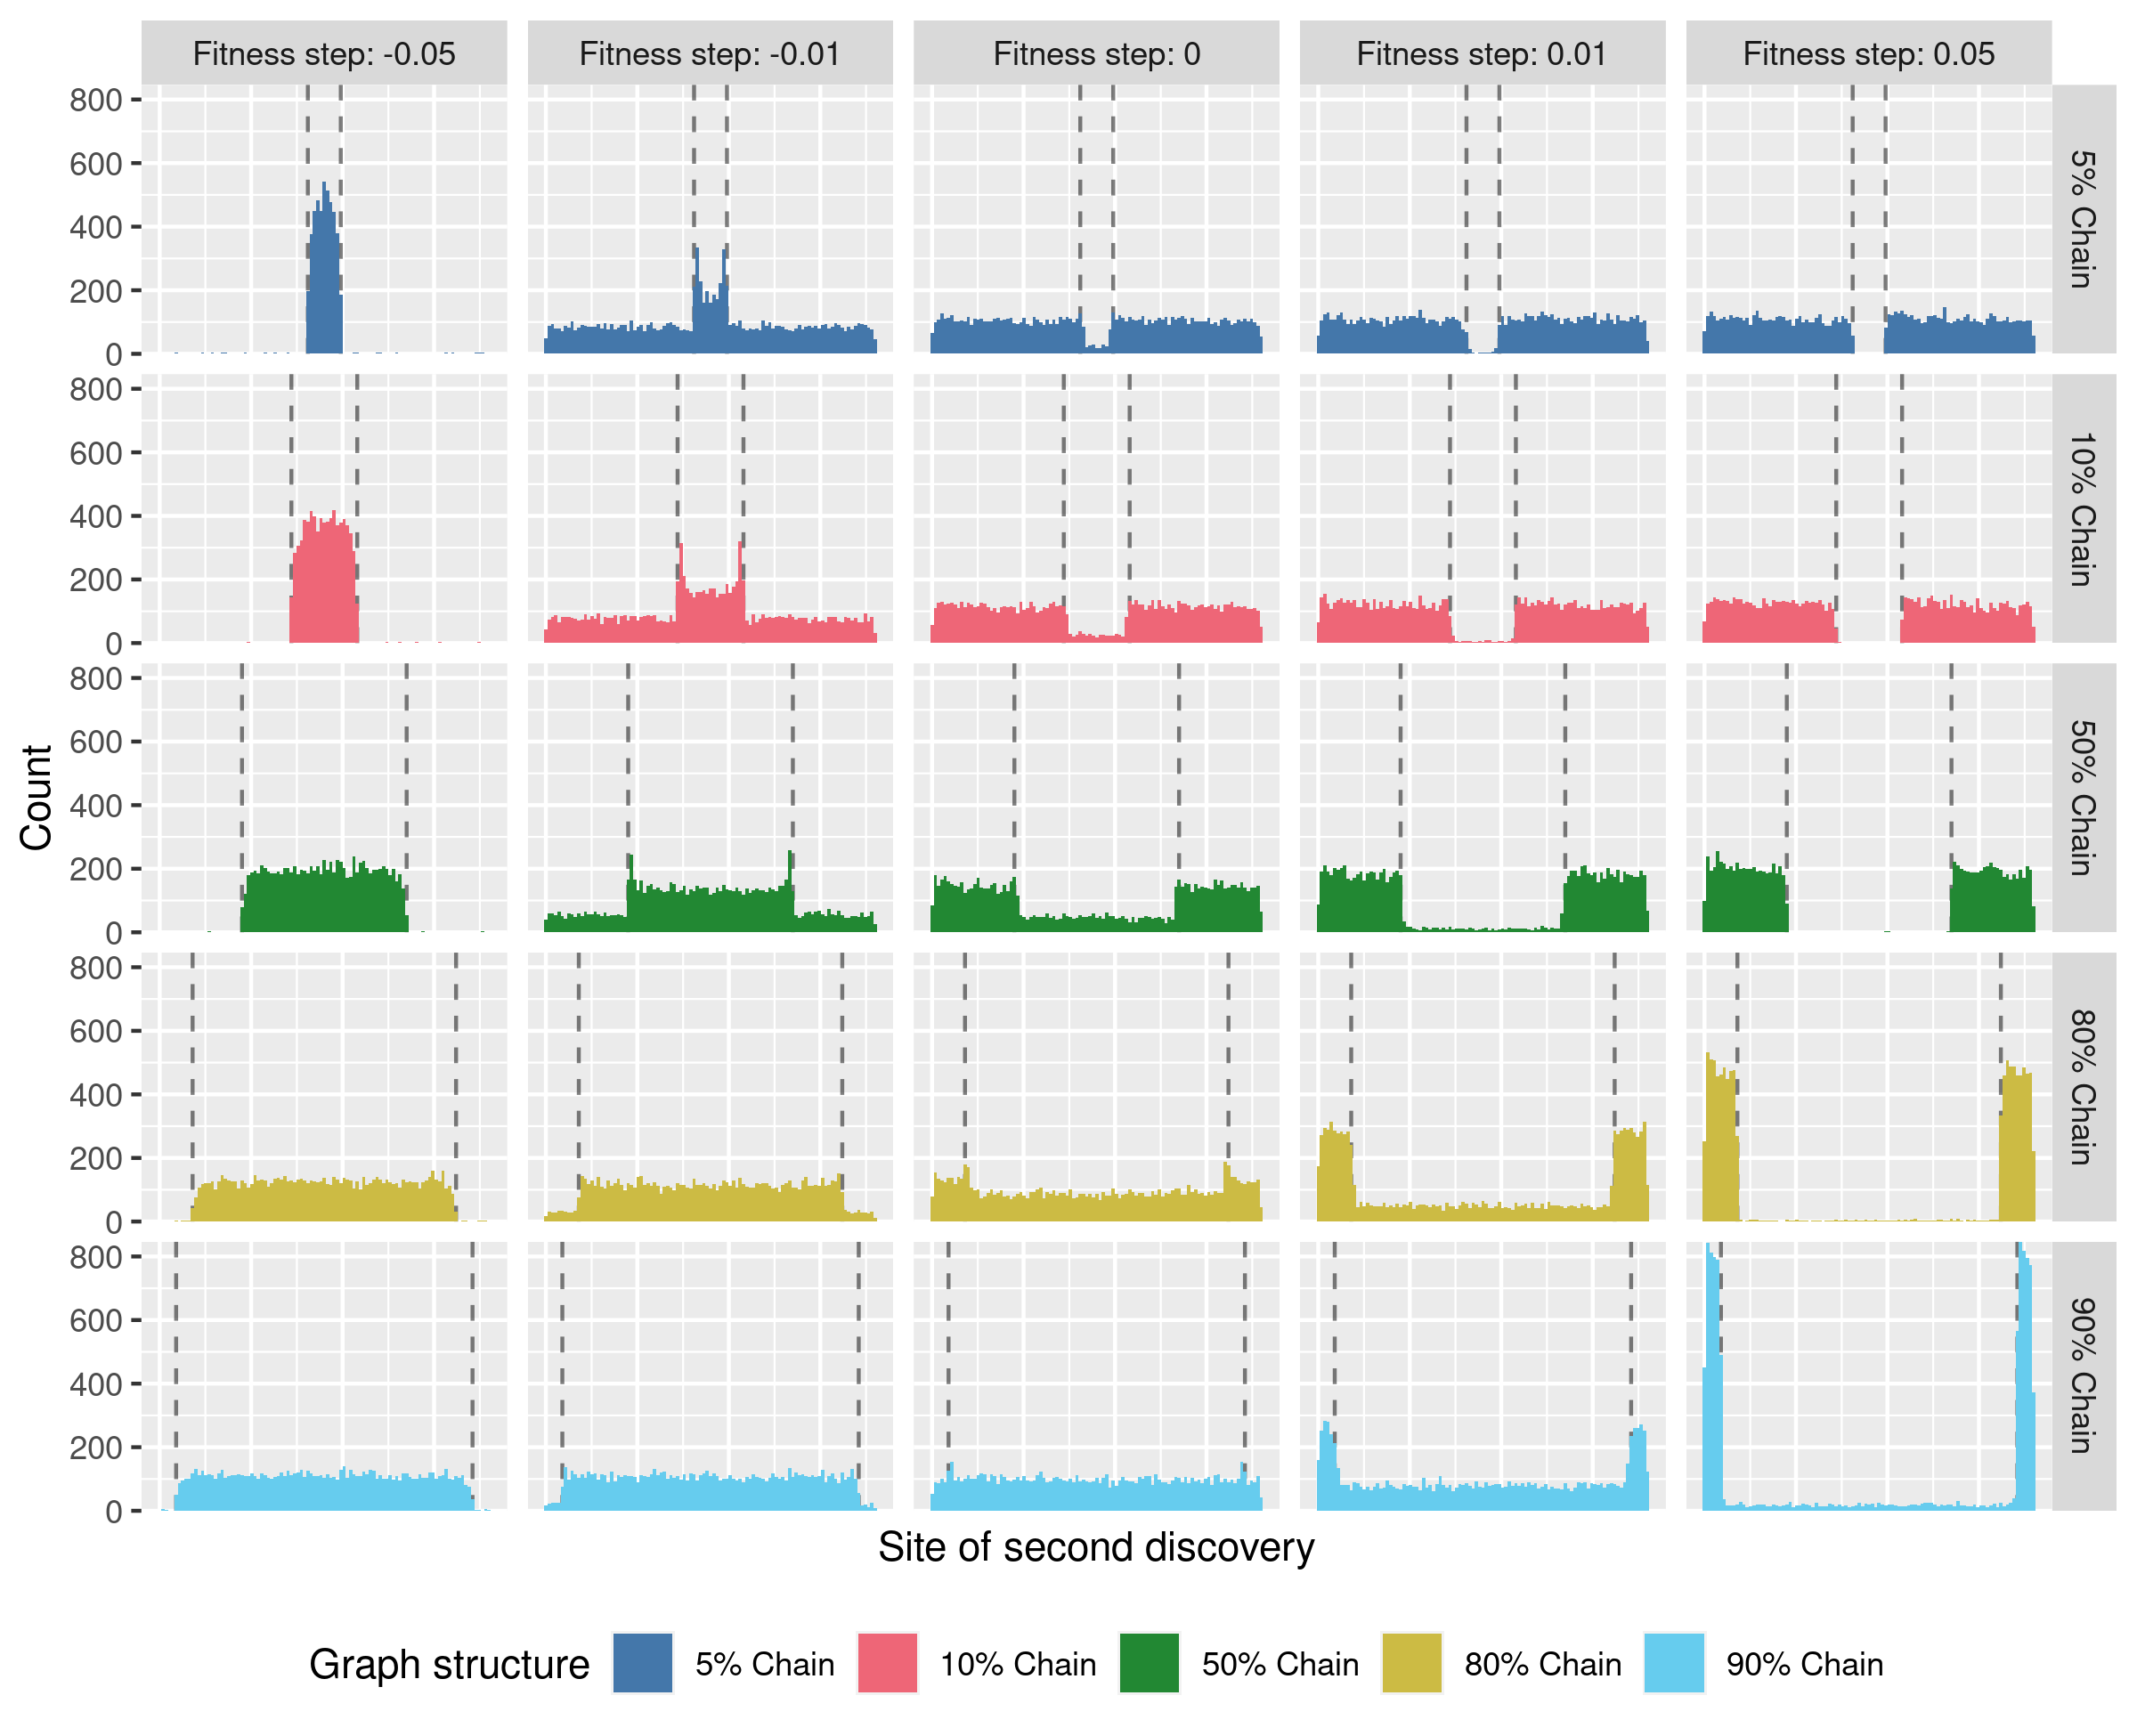 Fitness step: -0.05
Fitness step: -0.01
Fitness step: 0
Fitness step: 0.01
Fitness step: 0.05
800
600
400
200
0
5% Chain
800
600
400
200
0
10% Chain
800
600
400
200
0
50% Chain
800
600
400
200
0
80% Chain
800
600
400
200
0
90% Chain
Count
Site of second discovery
Graph structure
5% Chain
10% Chain
50% Chain
80% Chain
90% Chain